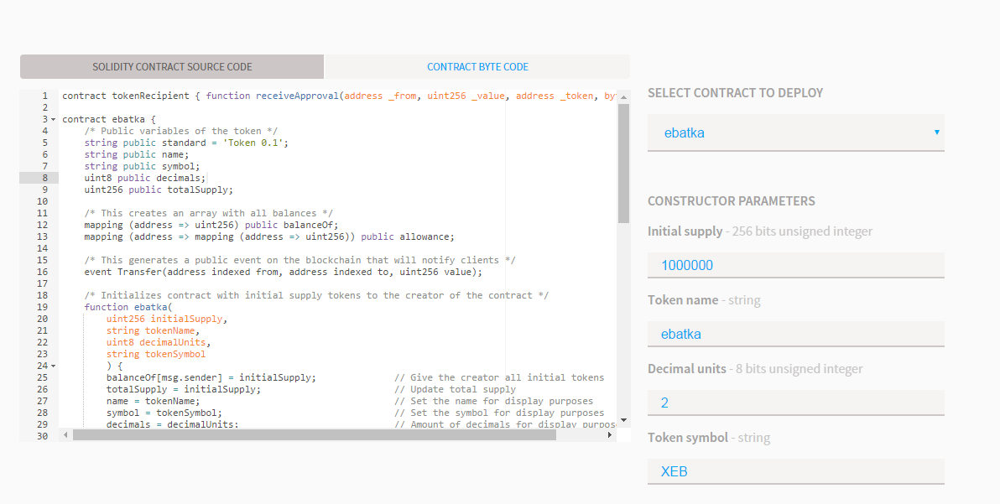 SOLIDITY CONTRACT SOURCE CODE
CONTRACT BYTE CODE
1 contract tokenRecipient { function receiveApproval(address _from, uint256 _value, address _token, by
2
3 contract ebatka {
4 /* Public variables of the token */
5 string public standard = 'Token 0.1';
6 string public name;
7 string public symbol;
8 uint8 public decimals;
9 uint256 public totalSupply;
10
11 /* This creates an array with all balances */
12 mapping (address => uint256) public balanceOf;
13 mapping (address => mapping (address => uint256)) public allowance;
14
15 /* This generates a public event on the blockchain that will notify clients */
16 event Transfer(address indexed from, address indexed to, uint256 value);
17
18 /* Initializes contract with initial supply tokens to the creator of the contract */
19 function ebatka(
20 uint256 initialSupply,
21 string tokenName,
22 uint8 decimalUnits,
23 string tokenSymbol
24 ) {
25 balanceOf[msg.sender] = initialSupply; // Give the creator all initial tokens
26 totalSupply = initialSupply; // Update total supply
27 name = tokenName; // Set the name for display purposes
28 symbol = tokenSymbol; // Set the symbol for display purposes
29 decimals = decimalUnits; // Amount of decimals for display purpos
30
SELECT CONTRACT TO DEPLOY
ebatka
CONSTRUCTOR PARAMETERS
Initial supply - 256 bits unsigned integer
1000000
Token name - string
ebatka
Decimal units - 8 bits unsigned integer
2
Token symbol - string
XEB